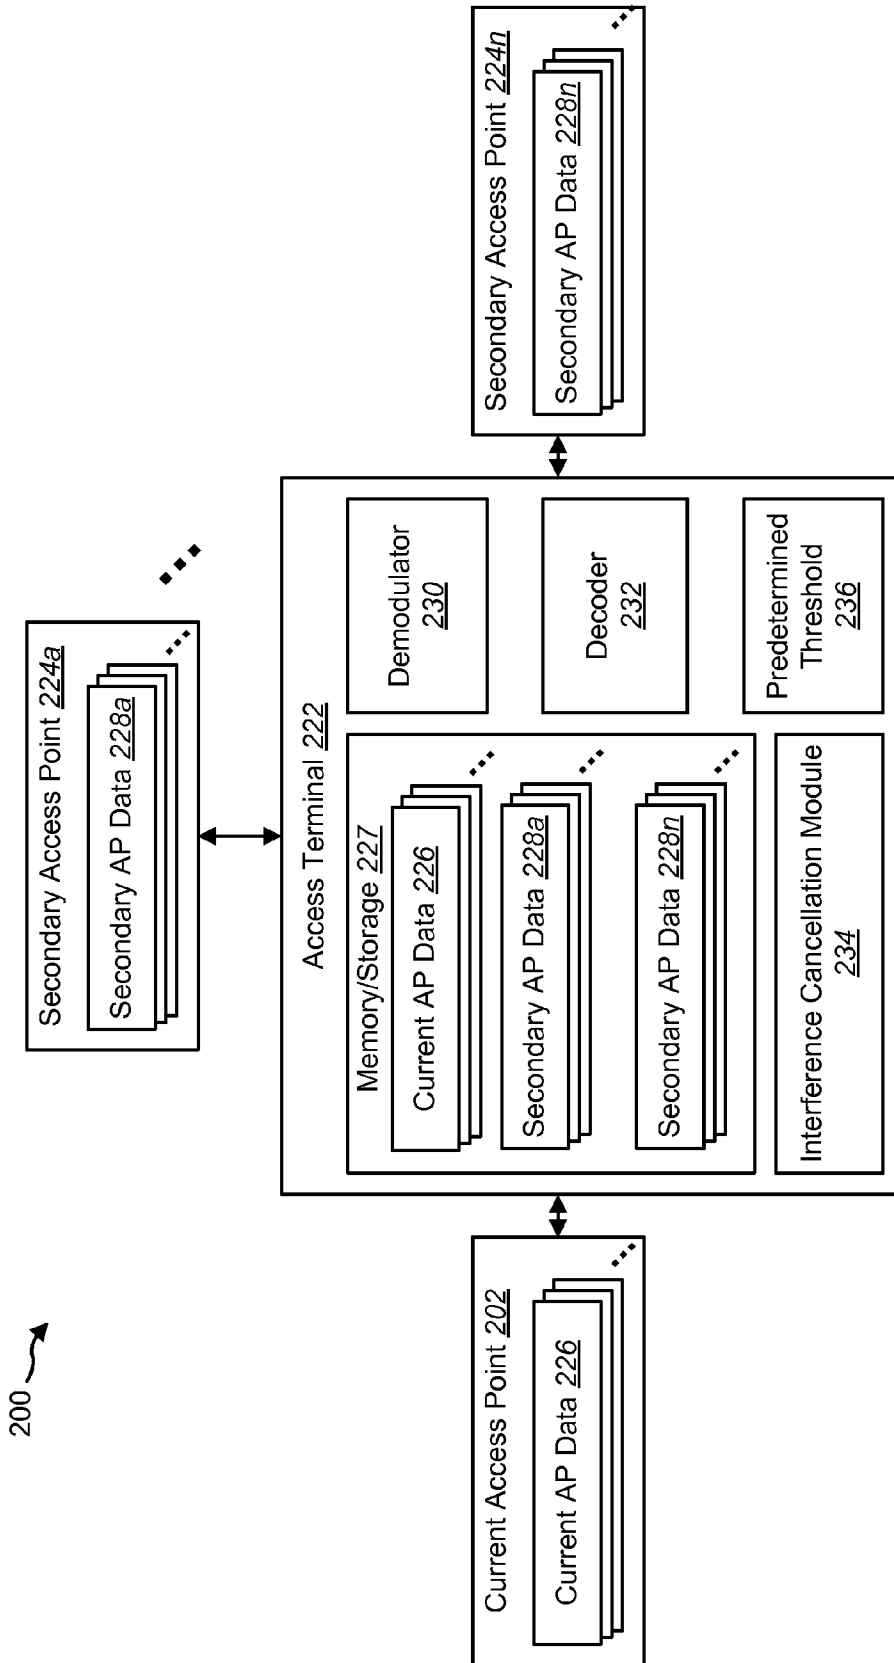 200
Current Access Point 202
Current AP Data 226
Secondary Access Point 224a
Secondary AP Data 228a
Access Terminal 222
Memory/Storage 227
Current AP Data 226
Secondary AP Data 228a
Secondary AP Data 228n
Interference Cancellation Module
234
Demodulator
230
Decoder
232
Predetermined
Threshold
236
Secondary Access Point 224n
Secondary AP Data 228n